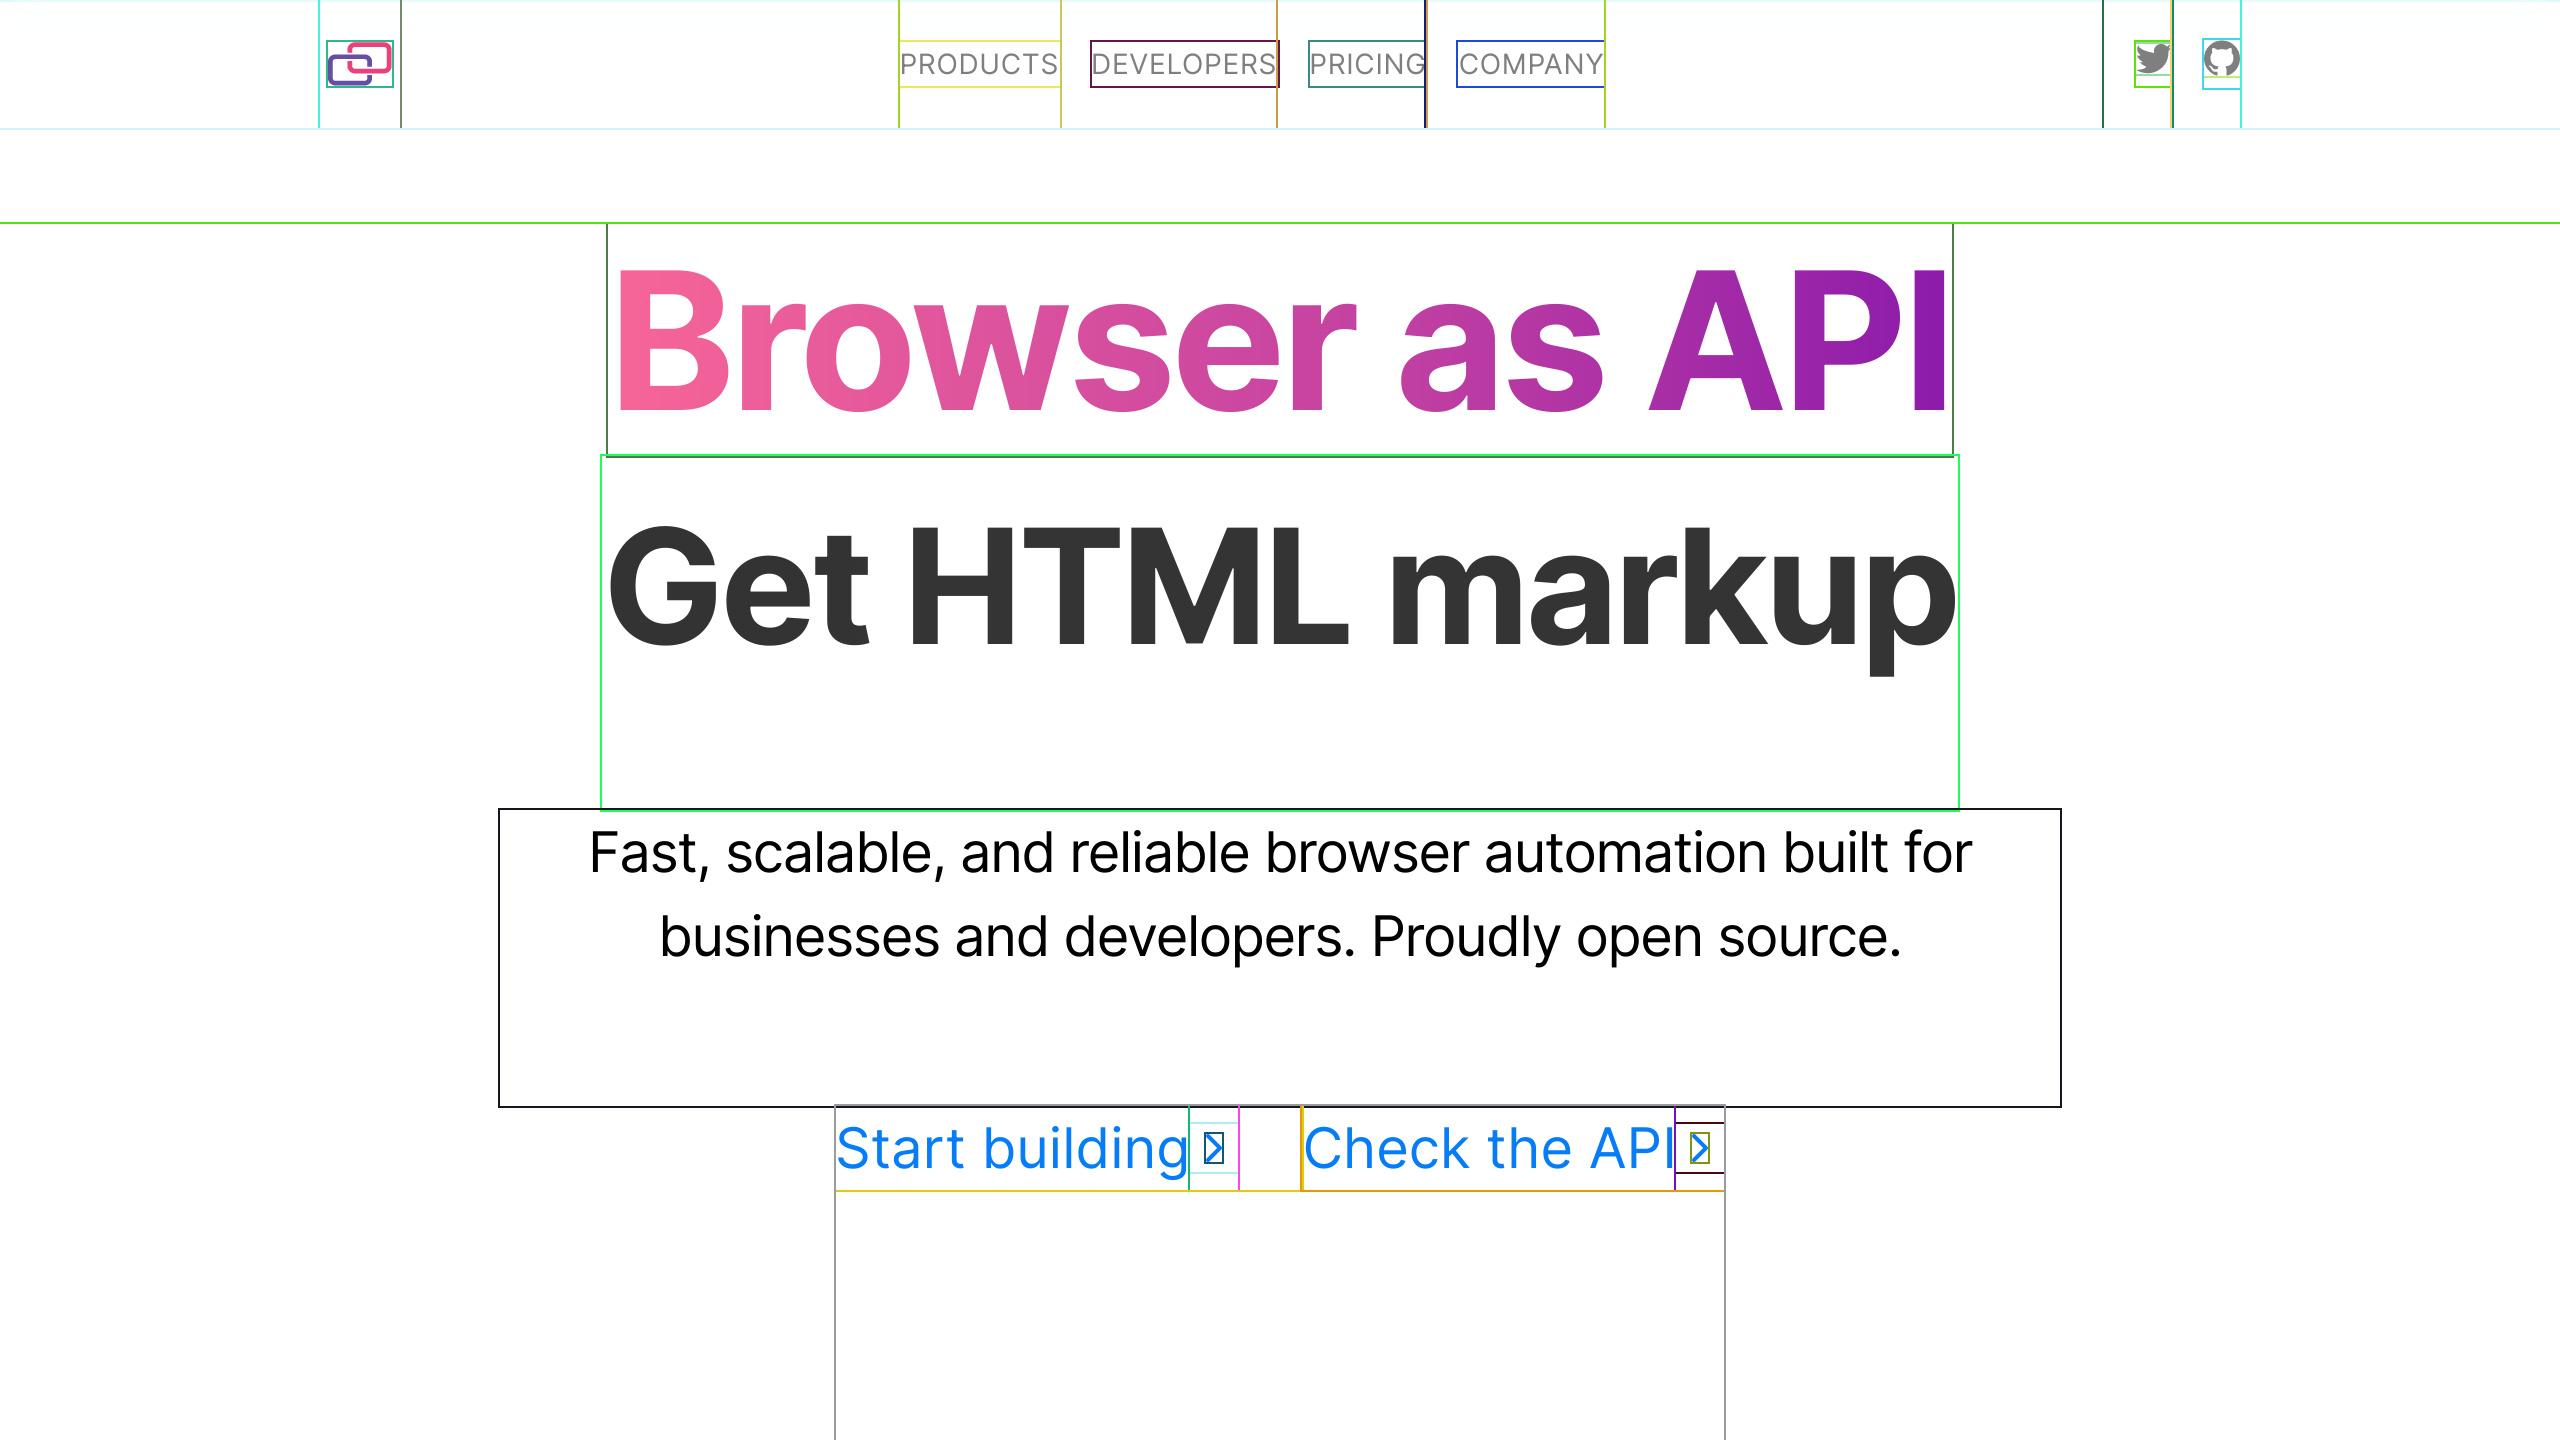 PRODUCTS DEVELOPERS PRICING COMPANY
Browser as API
Get HTML markup
Fast, scalable, and reliable browser automation built for
businesses and developers. Proudly open source.
Start building Check the API